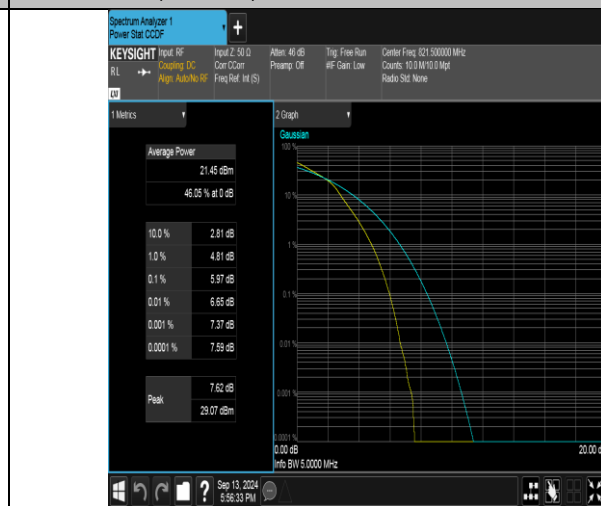 Spectrum Analyzer 1
Power Stat CCDF
+
KEYSIGHT Input: RF Input Z: 50 Ω Atten: 46 dB Trig: Free Run Center Freq: 821.500000 MHz
RL Coupling: DC Corr CCorr Preamp: Off #IF Gain: Low Counts: 10.0 M/10.0 Mpt
Align: Auto/No RF Freq Ref: Int (S) Radio Std: None
LXI
1 Metrics 2 Graph
Gaussian
Average Power
21.45 dBm
46.05 % at 0 dB
10.0 % 2.81 dB
1.0 % 4.81 dB
0.1 % 5.97 dB
0.01 % 6.65 dB
0.001 % 7.37 dB
0.0001 % 7.59 dB
Peak 7.62 dB
29.07 dBm
100 %
10 %
1 %
0.1 %
0.01 %
0.001 %
0.0001 %
0.00 dB 20.00 d
Info BW 5.0000 MHz
? Sep 13, 2024
5:56:33 PM